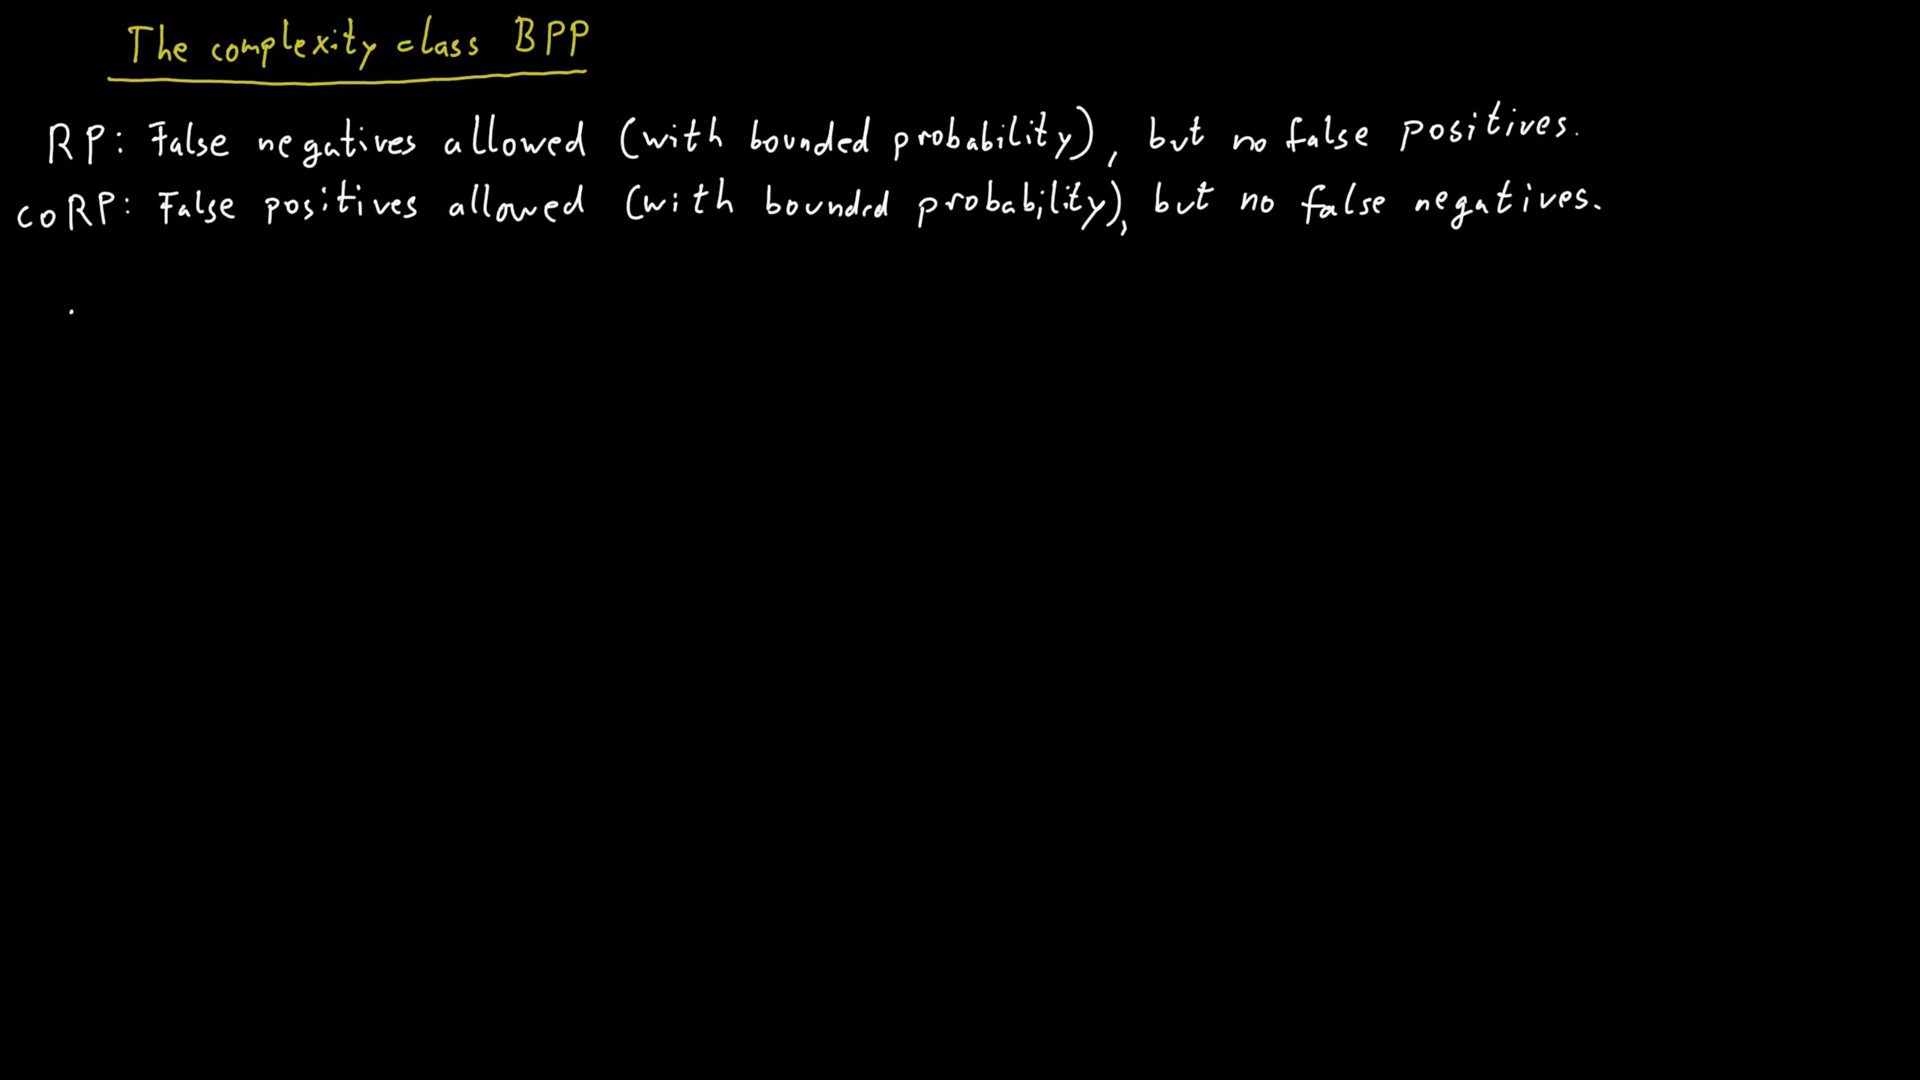 The complexity class BPP
RP: False negatives allowed (with bounded probability), but no false positives.
coRP: False positives allowed (with bounded probability), but no false negatives.